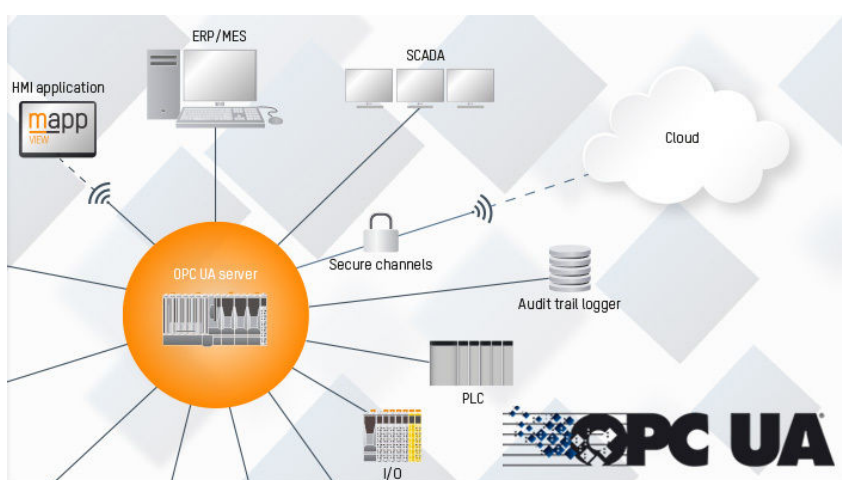 ERP/MES
SCADA
HMI application
mapp
VIEW
Cloud
Secure channels
OPC UA server
Audit trail logger
PLC
OPC UA
I/O